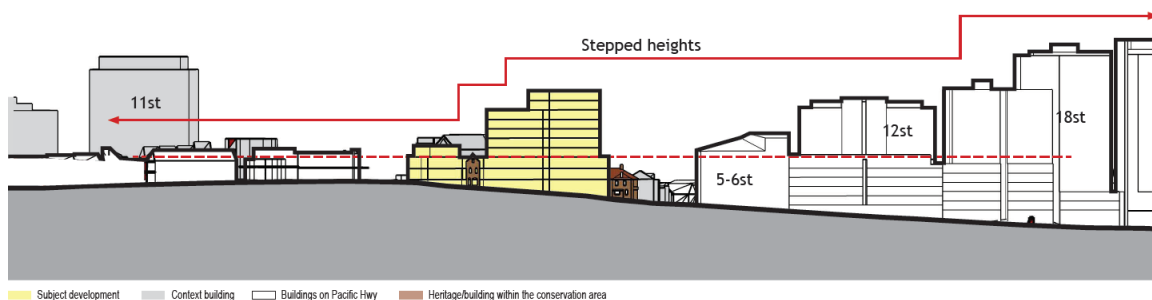 Stepped heights
11st
12st
18st
5-6st
Subject development
Context building
Buildings on Pacific Hwy
Heritage/building within the conservation area